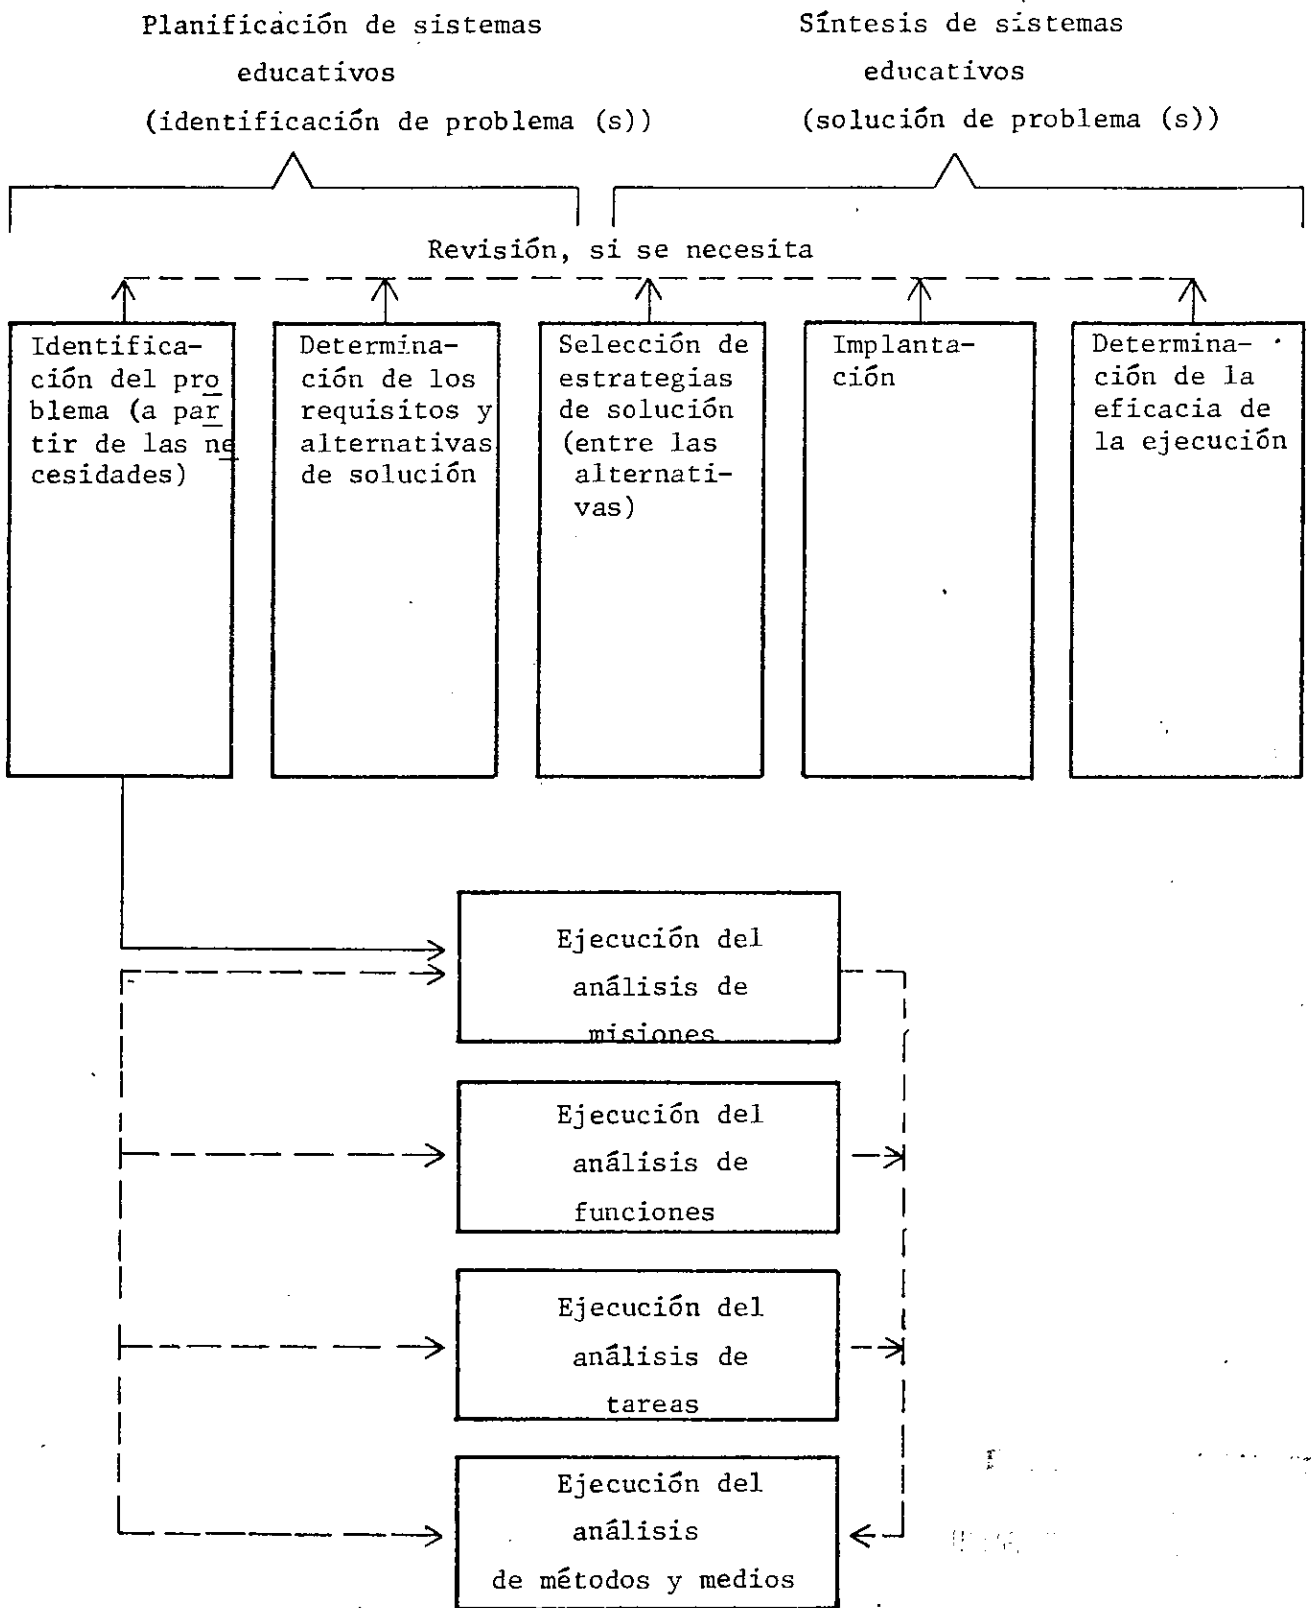 Planificación de sistemas
educativos
(identificación de problema (s))
Síntesis de sistemas
educativos
(solución de problema (s))
Revisión, si se necesita
Identifica-
ción del pro
blema (a par
tir de las ne
cesidades)
Determina-
ción de los
requisitos y
alternativas
de solución
Selección de
estrategias
de solución
(entre las
alternati-
vas)
Implanta-
ción
Determina-
ción de la
eficacia de
la ejecución
Ejecución del
análisis de
misiones
Ejecución del
análisis de
funciones
Ejecución del
análisis de
tareas
Ejecución del
análisis
de métodos y medios